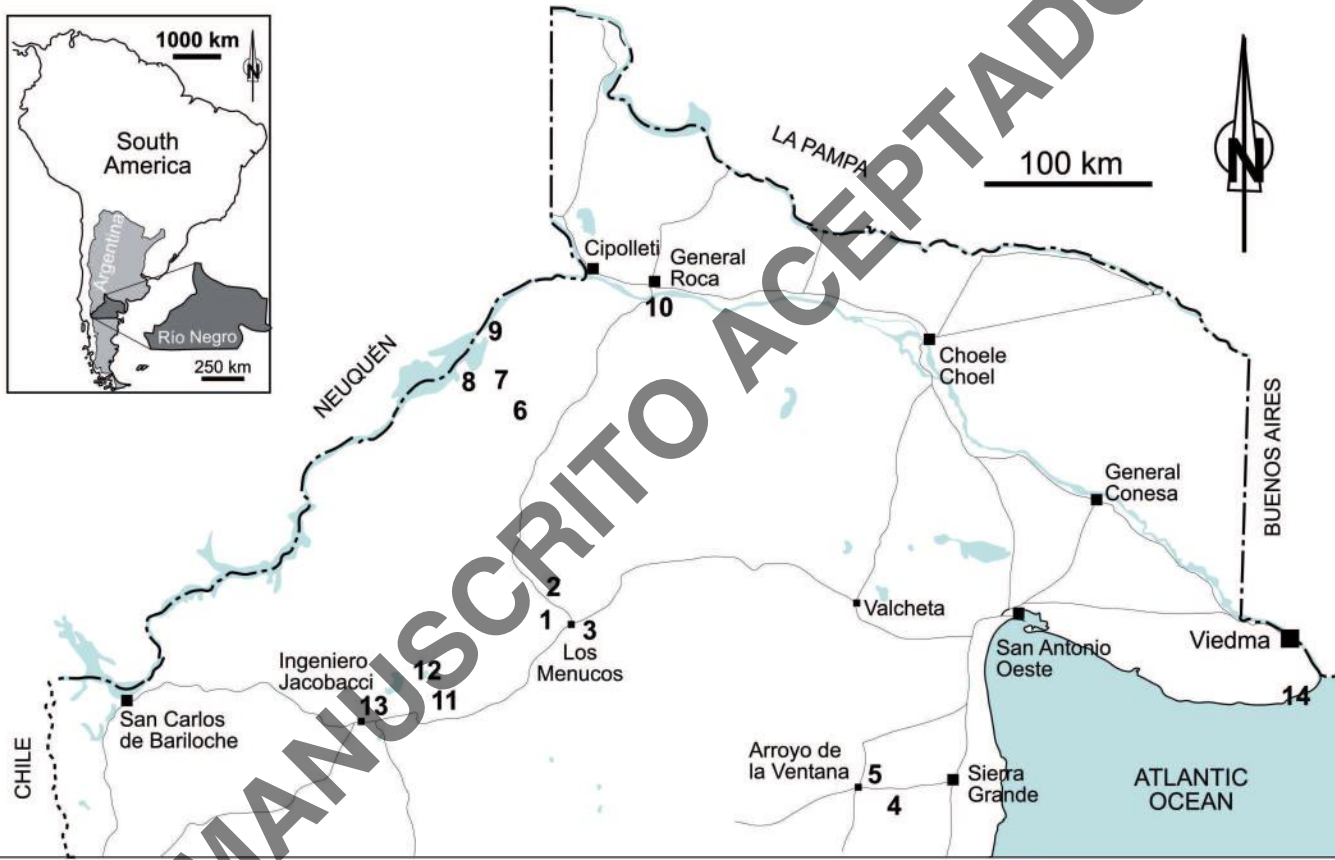 1000 km
N
South
America
Argentina
Río Negro
250 km
LA PAMPA
100 km
N
Cipolleti
General
Roca
10
9
NEUQUÉN
8
7
6
Choele
Choel
General
Conesa
BUENOS AIRES
2
1
3
Los
Menucos
Valcheta
San Antonio
Oeste
Viedma
14
Ingeniero
Jacobacci
12
11
13
San Carlos
de Bariloche
CHILE
Arroyo de
la Ventana
5
4
Sierra
Grande
ATLANTIC
OCEAN
MANUSCRITO ACEPTADO